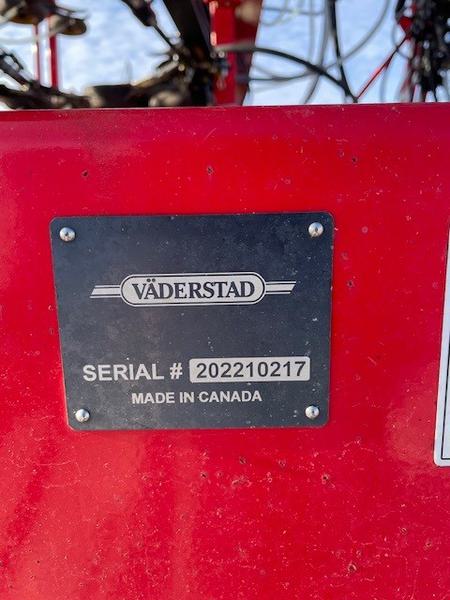 VÄDERSTAD
SERIAL # 202210217
MADE IN CANADA